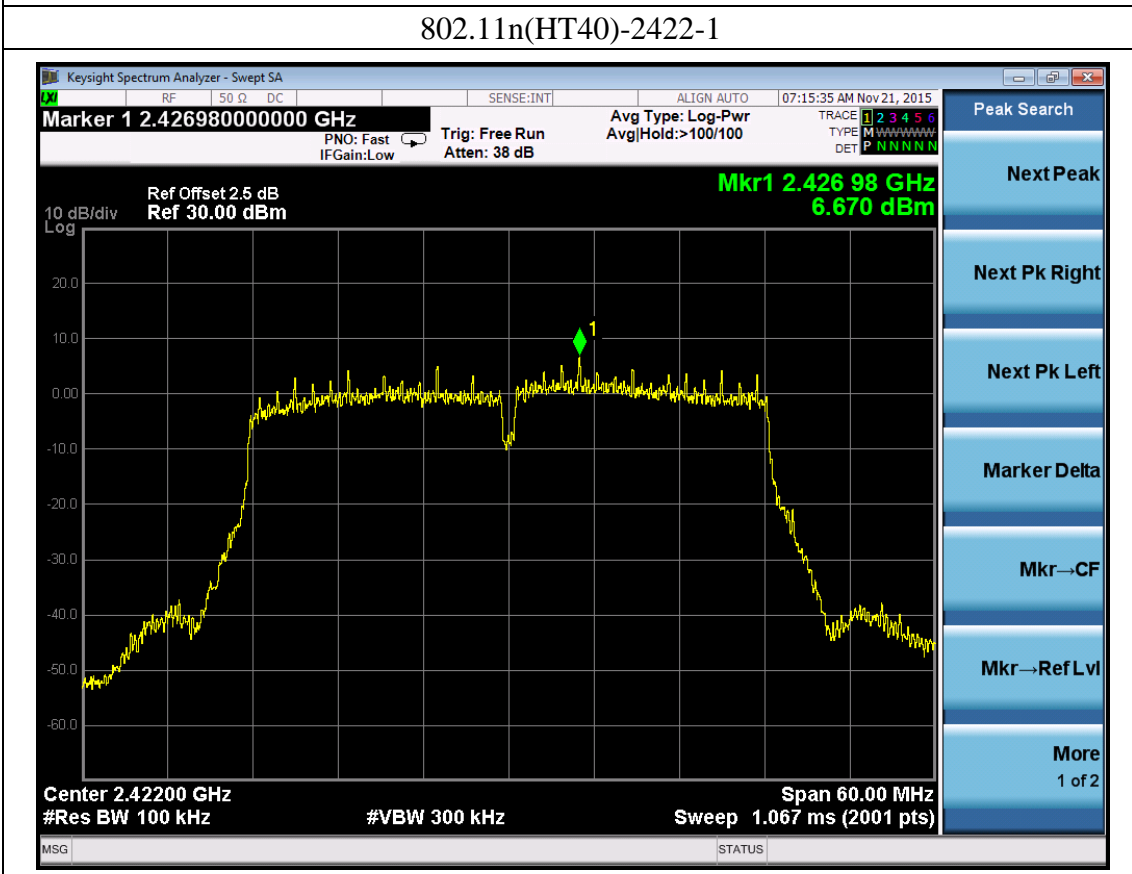 802.11n(HT40)-2422-1
Keysight Spectrum Analyzer - Swept SA
LXI RF 50 Ω DC SENSE:INT ALIGN AUTO 07:15:35 AM Nov 21, 2015
Marker 1 2.426980000000 GHz
PNO: Fast
IFGain:Low
Trig: Free Run
Atten: 38 dB
Avg Type: Log-Pwr
Avg|Hold:>100/100
TRACE 1 2 3 4 5 6
TYPE M WWWWW
DET P N N N N N
Peak Search
Next Peak
Next Pk Right
Next Pk Left
Marker Delta
Mkr→CF
Mkr→Ref Lvl
More
1 of 2
Ref Offset 2.5 dB
10 dB/div Ref 30.00 dBm
Log
Mkr1 2.426 98 GHz
6.670 dBm
20.0
10.0
1
0.00
-10.0
-20.0
-30.0
-40.0
-50.0
-60.0
Center 2.42200 GHz Span 60.00 MHz
#Res BW 100 kHz #VBW 300 kHz Sweep 1.067 ms (2001 pts)
MSG STATUS